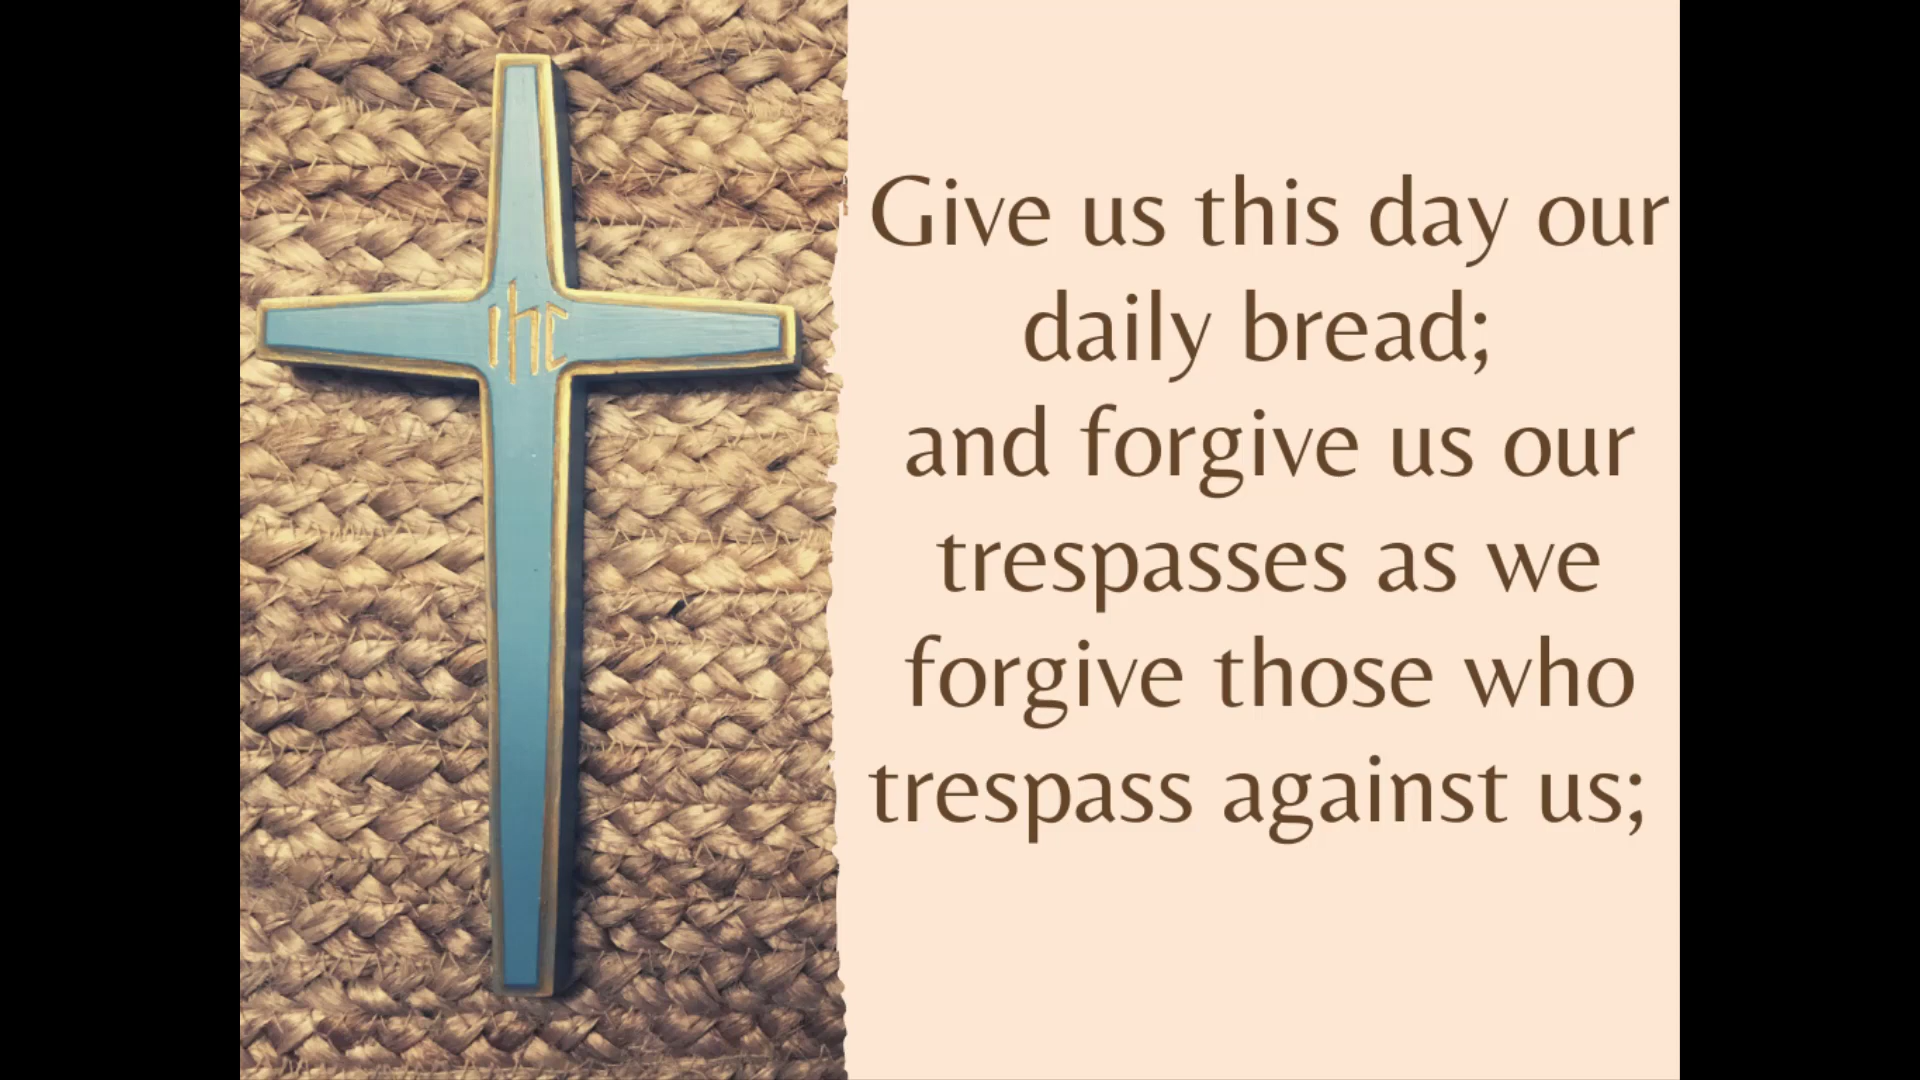 ihc
Give us this day our
daily bread;
and forgive us our
trespasses as we
forgive those who
trespass against us;